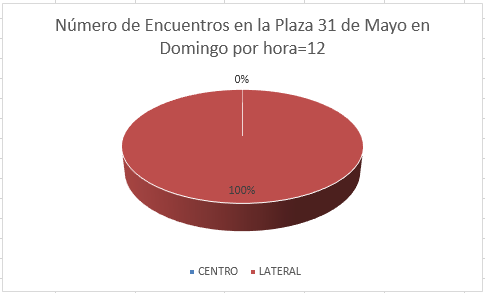 Número de Encuentros en la Plaza 31 de Mayo en
Domingo por hora=12
0%
100%
CENTRO LATERAL